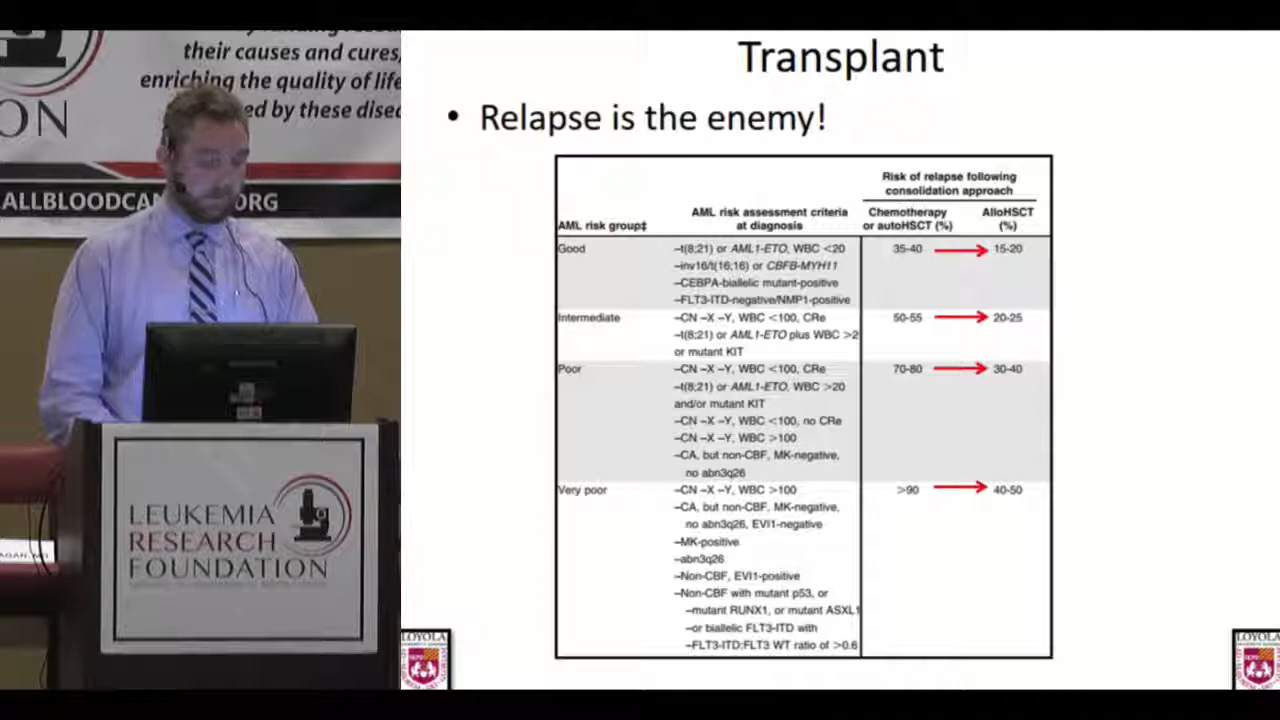 their causes and cures,
enriching the quality of life
ed by these disea
ON
ALLBLOODCAN
ORG
LEUKEMIA
RESEARCH
FOUNDATION
AGAN, MD
Transplant
• Relapse is the enemy!
Risk of relapse following
consolidation approach
AML risk group‡
AML risk assessment criteria
at diagnosis
Chemotherapy
or autoHSCT (%)
AlloHSCT
(%)
Good
–t(8;21) or AML1-ETO, WBC <20
35-40
15-20
–inv16/t(16;16) or CBFB-MYH11
–CEBPA-biallelic mutant-positive
–FLT3-ITD-negative/NMP1-positive
Intermediate
–CN –X –Y, WBC <100, CRe
50-55
20-25
–t(8;21) or AML1-ETO plus WBC >2
or mutant KIT
Poor
–CN –X –Y, WBC <100, CRe
70-80
30-40
–t(8;21) or AML1-ETO, WBC >20
and/or mutant KIT
–CN –X –Y, WBC <100, no CRe
–CN –X –Y, WBC >100
–CA, but non-CBF, MK-negative,
no abn3q26
Very poor
–CN –X –Y, WBC >100
>90
40-50
–CA, but non-CBF, MK-negative,
no abn3q26, EVI1-negative
–MK-positive
–abn3q26
–Non-CBF, EVI1-positive
–Non-CBF with mutant p53, or
–mutant RUNX1, or mutant ASXL1
–or biallelic FLT3-ITD with
–FLT3-ITD:FLT3 WT ratio of >0.6
LOYOLA
LOYOLA